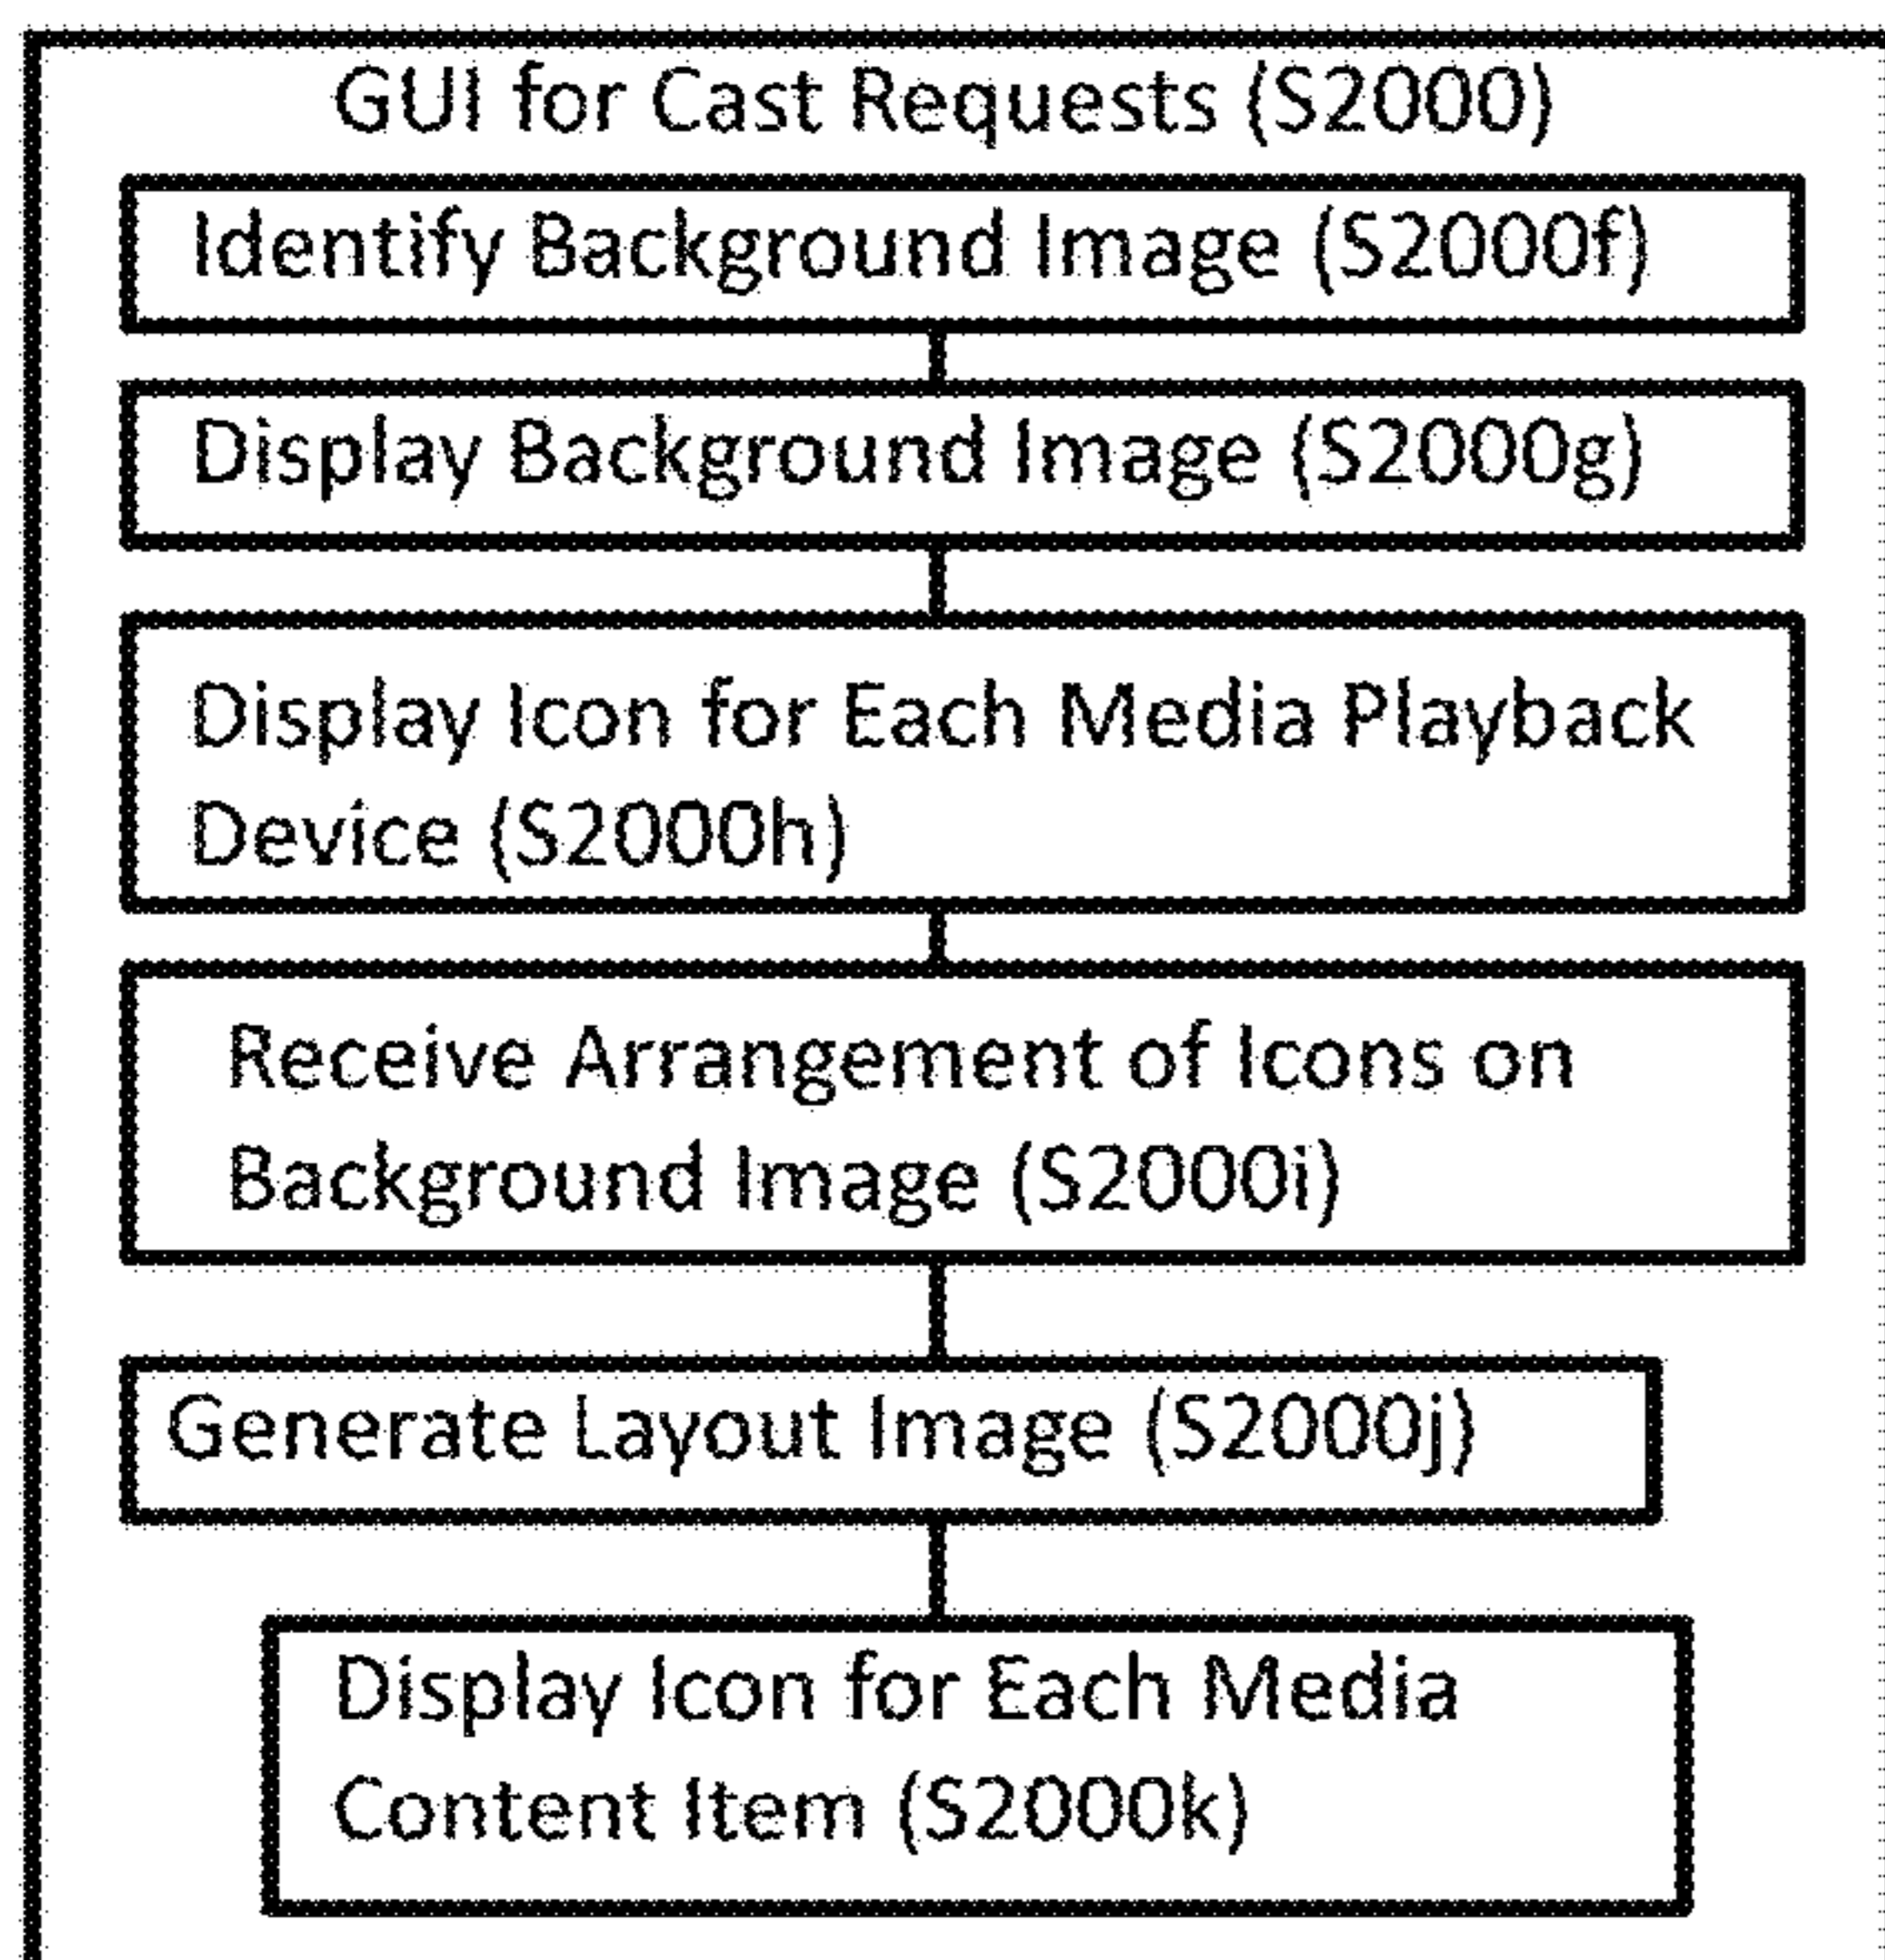 GUI for Cast Requests (S2000)
Identify Background Image (S2000f)
Display Background Image (S2000g)
Display Icon for Each Media Playback
Device (S2000h)
Receive Arrangement of Icons on
Background Image (S2000i)
Generate Layout Image (S2000j)
Display Icon for Each Media
Content Item (S2000k)